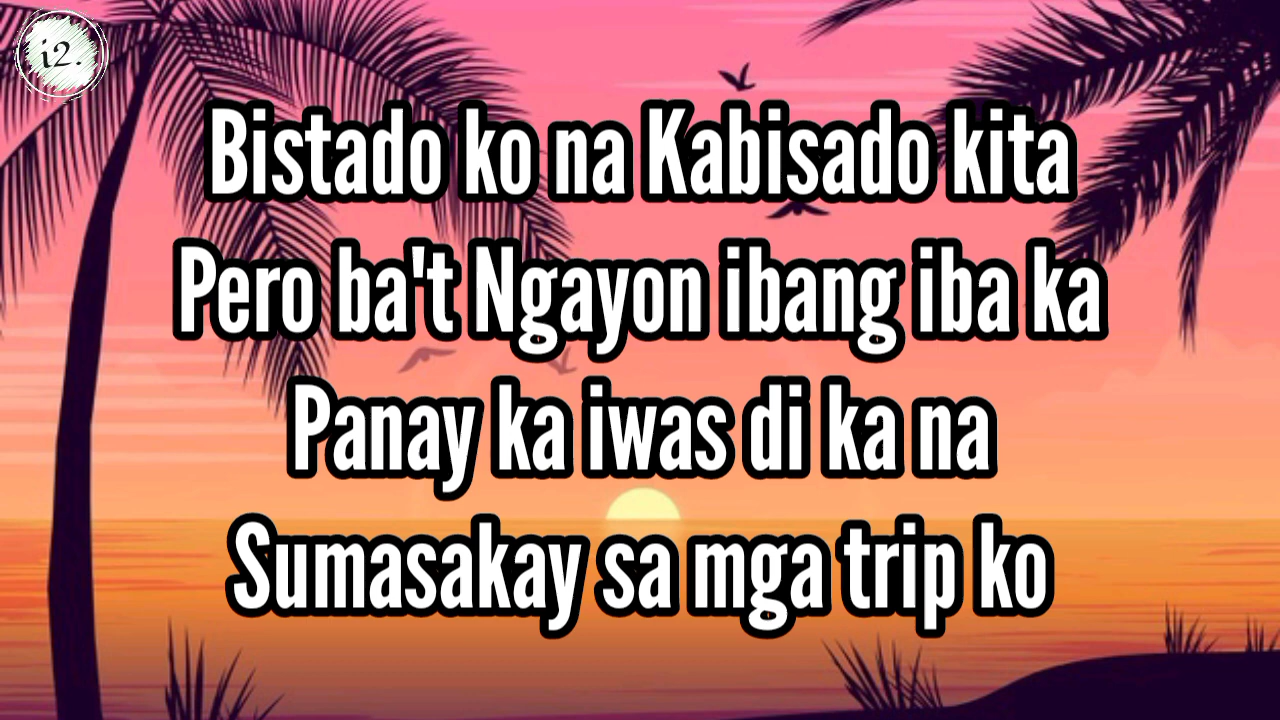 i2.
Bistado ko na Kabisado kita
Pero ba't Ngayon ibang iba ka
Panay ka iwas di ka na
Sumasakay sa mga trip ko